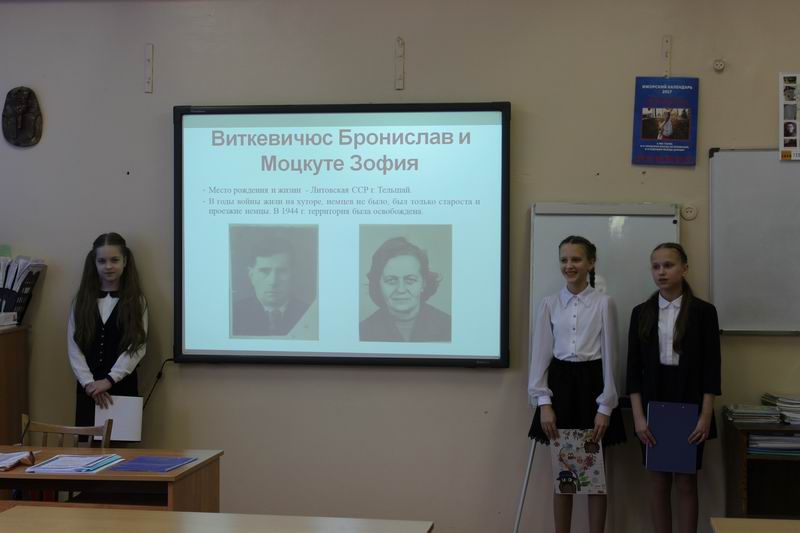 Виткевичюс Бронислав и
Моцкуте Зофия
- Место рождения и жизни - Литовская ССР г. Тельшай.
- В годы войны жили на хуторе, немцев не было, был только староста и
проезжие немцы. В 1944 г. территория была освобождена.
ИЖОРСКИЙ КАЛЕНДАРЬ
2017